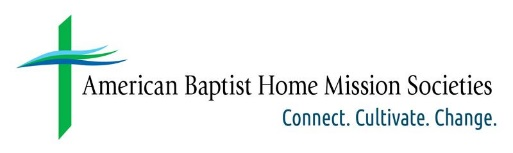 American Baptist Home Mission Societies
Connect. Cultivate. Change.